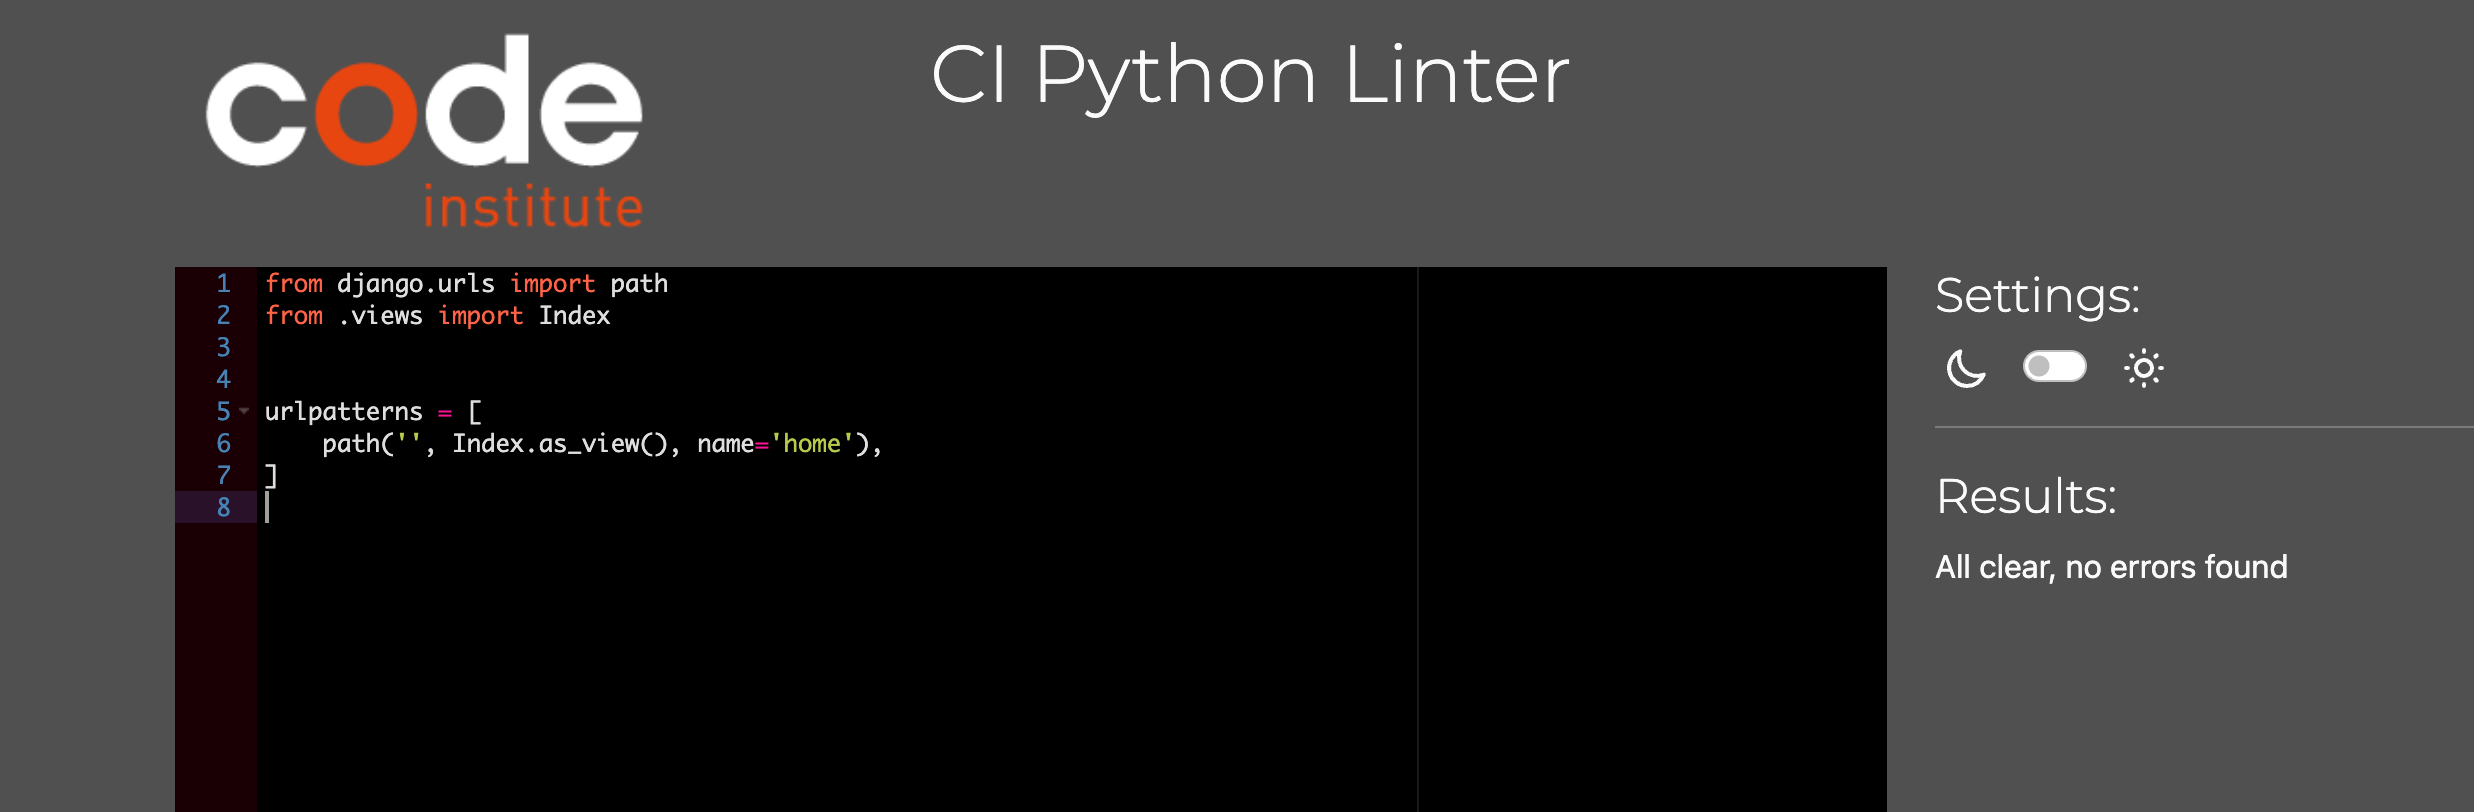 code
institute
CI Python Linter
1 from django.urls import path
2 from .views import Index
3
4
5 urlpatterns = [
6     path('', Index.as_view(), name='home'),
7 ]
8
Settings:
Results:
All clear, no errors found